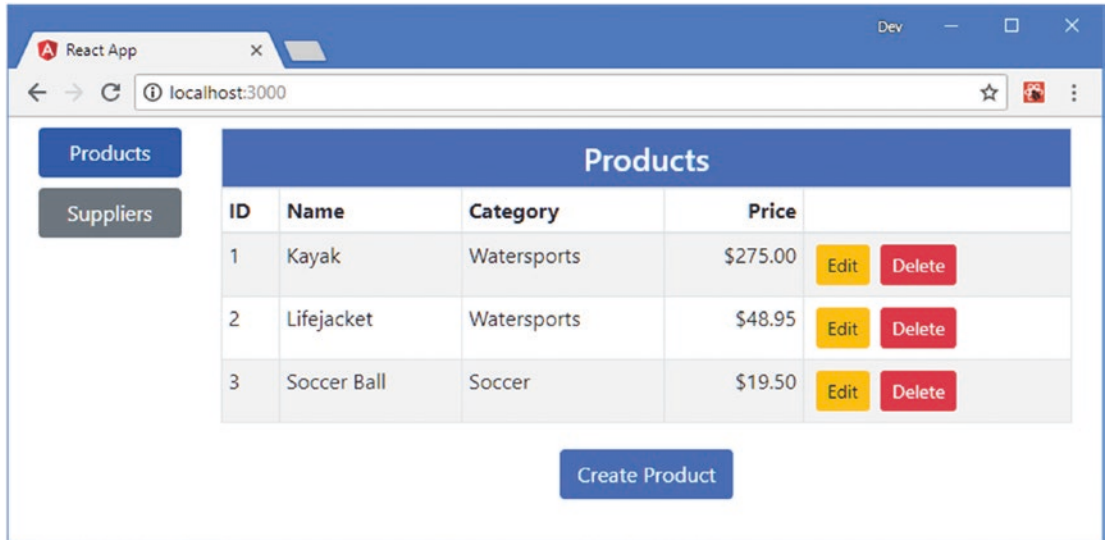 Dev
React App
localhost:3000
Products
Suppliers
Products
ID Name Category Price
1 Kayak Watersports $275.00 Edit Delete
2 Lifejacket Watersports $48.95 Edit Delete
3 Soccer Ball Soccer $19.50 Edit Delete
Create Product